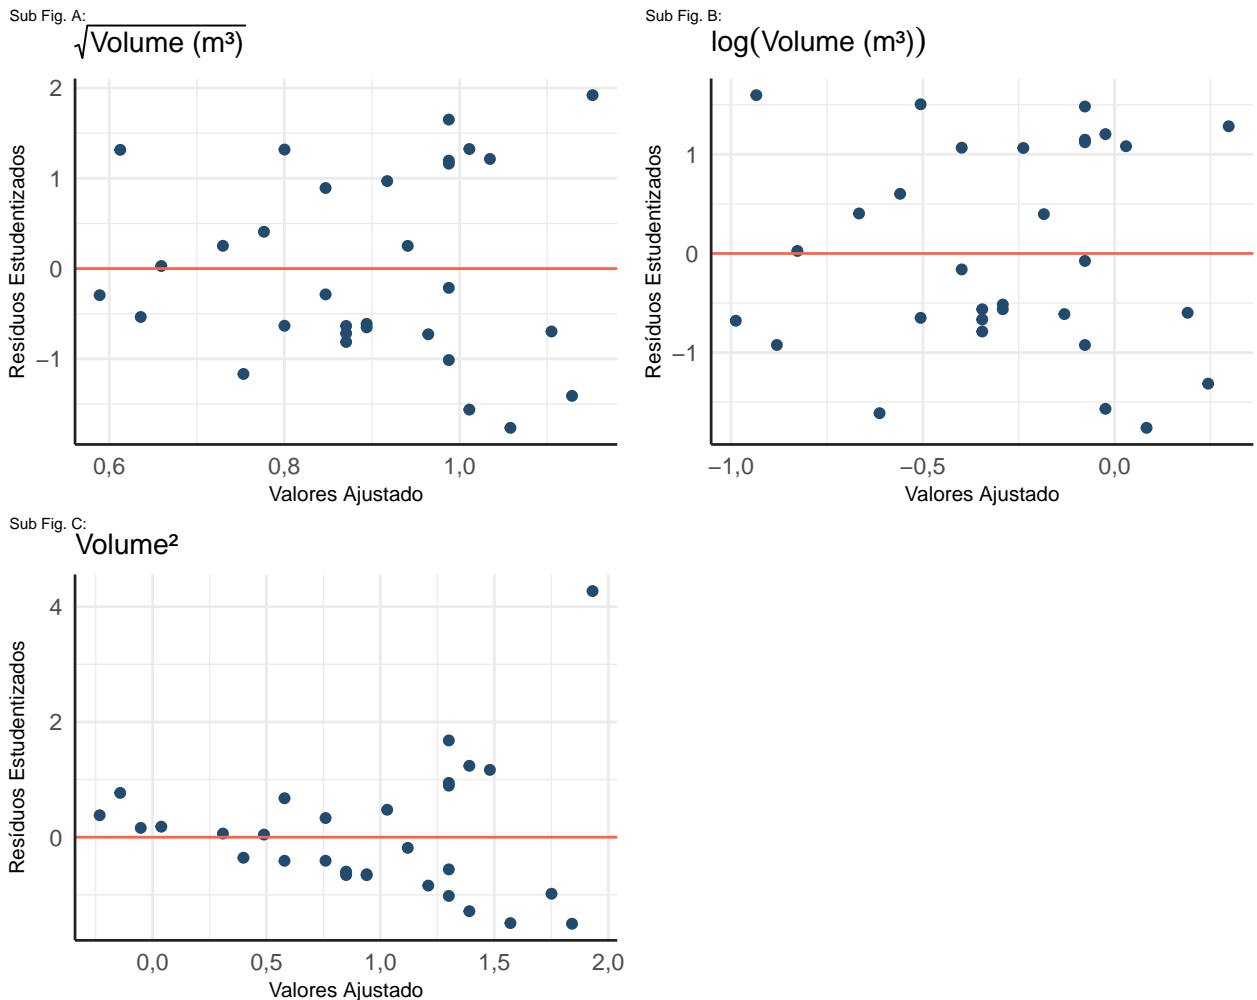 Sub Fig. A:
√Volume (m³)
Resíduos Estudentizados
2
1
0
−1
0,6
0,8
1,0
Valores Ajustado
Sub Fig. B:
log(Volume (m³))
Resíduos Estudentizados
1
0
−1
−1,0
−0,5
0,0
Valores Ajustado
Sub Fig. C:
Volume²
Resíduos Estudentizados
4
2
0
0,0
0,5
1,0
1,5
2,0
Valores Ajustado